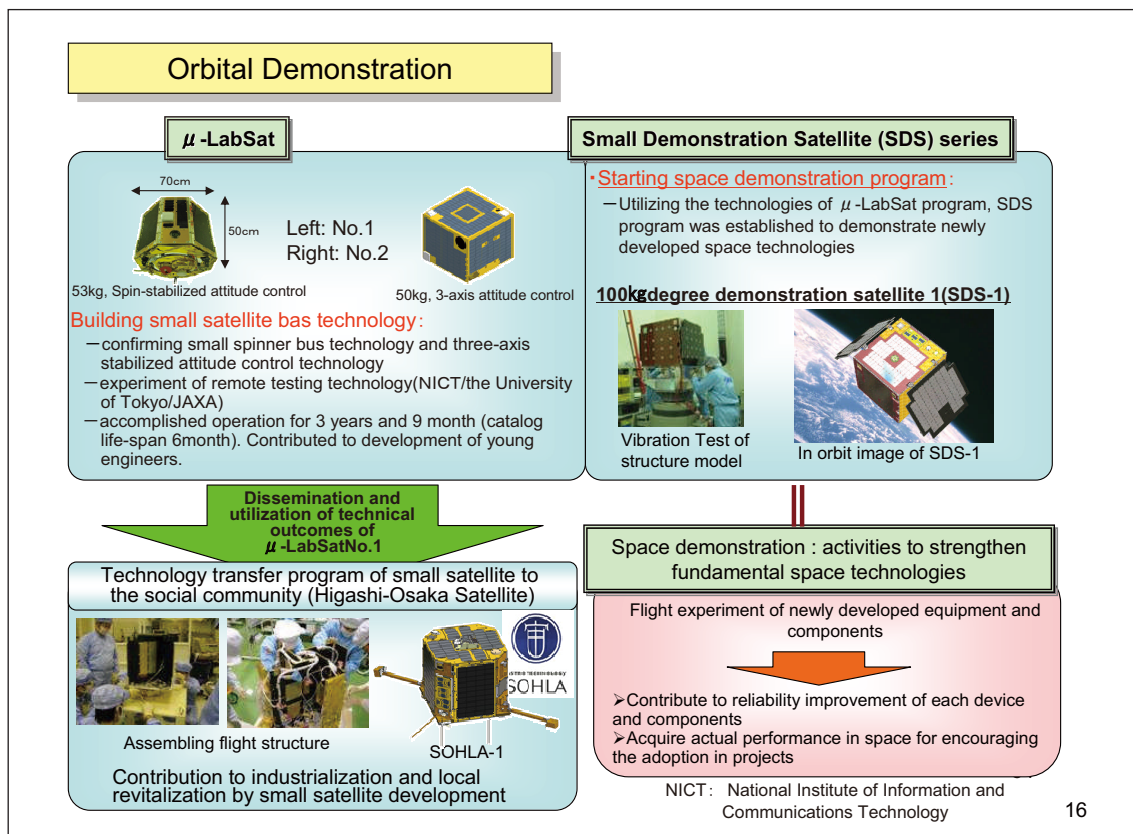 Orbital Demonstration
μ-LabSat
70cm
50cm
Left: No.1
Right: No.2
53kg, Spin-stabilized attitude control
50kg, 3-axis attitude control
Building small satellite bas technology:
－confirming small spinner bus technology and three-axis
stabilized attitude control technology
－experiment of remote testing technology(NICT/the University
of Tokyo/JAXA)
－accomplished operation for 3 years and 9 month (catalog
life-span 6month). Contributed to development of young
engineers.
Small Demonstration Satellite (SDS) series
・Starting space demonstration program:
－Utilizing the technologies of μ-LabSat program, SDS
program was established to demonstrate newly
developed space technologies
100kgdegree demonstration satellite 1(SDS-1)
Vibration Test of
structure model
In orbit image of SDS-1
Dissemination and
utilization of technical
outcomes of
μ-LabSatNo.1
Technology transfer program of small satellite to
the social community (Higashi-Osaka Satellite)
SOHLA
Assembling flight structure
SOHLA-1
Contribution to industrialization and local
revitalization by small satellite development
Space demonstration : activities to strengthen
fundamental space technologies
Flight experiment of newly developed equipment and
components
➢Contribute to reliability improvement of each device
and components
➢Acquire actual performance in space for encouraging
the adoption in projects
NICT: National Institute of Information and
Communications Technology
16